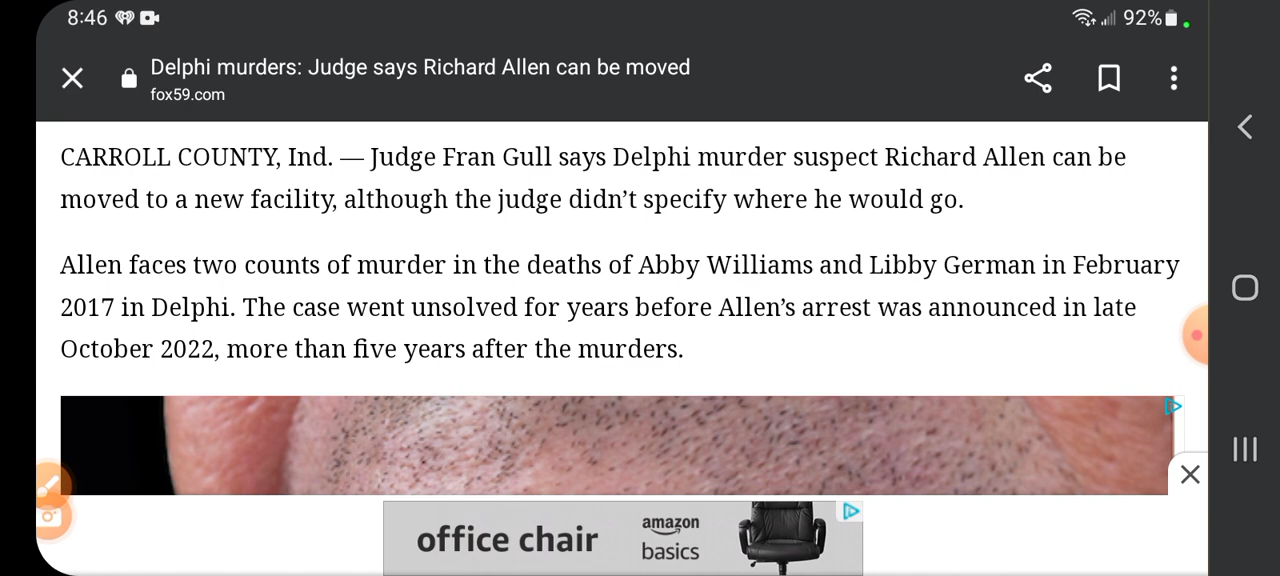 8:46 92%
Delphi murders: Judge says Richard Allen can be moved
fox59.com
CARROLL COUNTY, Ind. — Judge Fran Gull says Delphi murder suspect Richard Allen can be
moved to a new facility, although the judge didn’t specify where he would go.
Allen faces two counts of murder in the deaths of Abby Williams and Libby German in February
2017 in Delphi. The case went unsolved for years before Allen’s arrest was announced in late
October 2022, more than five years after the murders.
office chair
amazon
basics